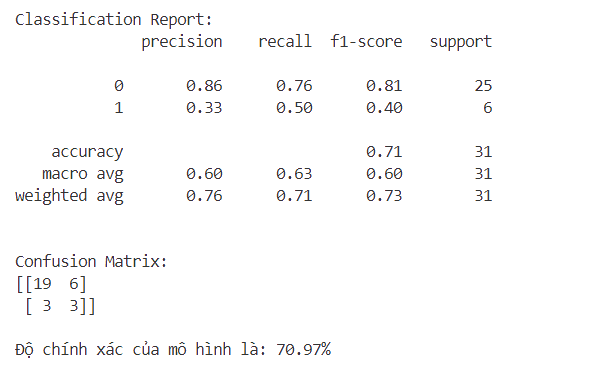 Classification Report:
precision recall f1-score support
0 0.86 0.76 0.81 25
1 0.33 0.50 0.40 6
accuracy 0.71 31
macro avg 0.60 0.63 0.60 31
weighted avg 0.76 0.71 0.73 31
Confusion Matrix:
[[19 6]
[ 3 3]]
Độ chính xác của mô hình là: 70.97%